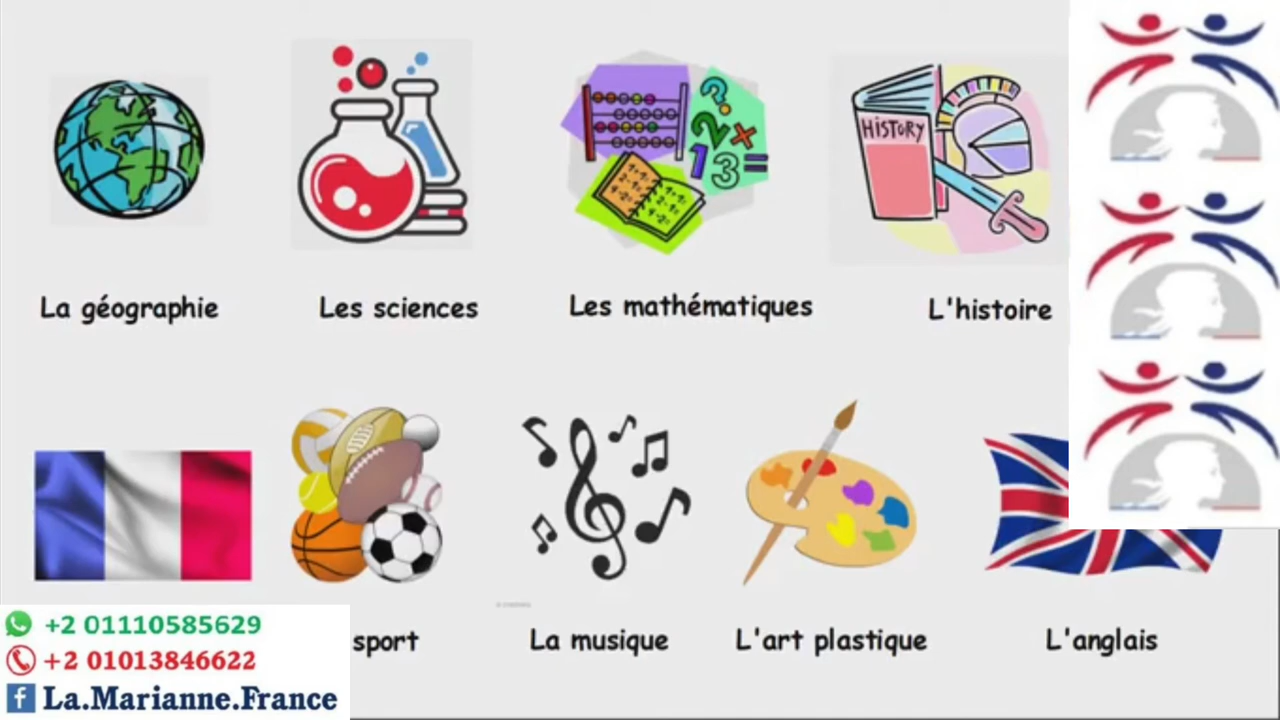 HiSTORY
La géographie
Les sciences
Les mathématiques
L'histoire
sport
La musique
L'art plastique
L'anglais
+2 01110585629
+2 01013846622
La.Marianne.France